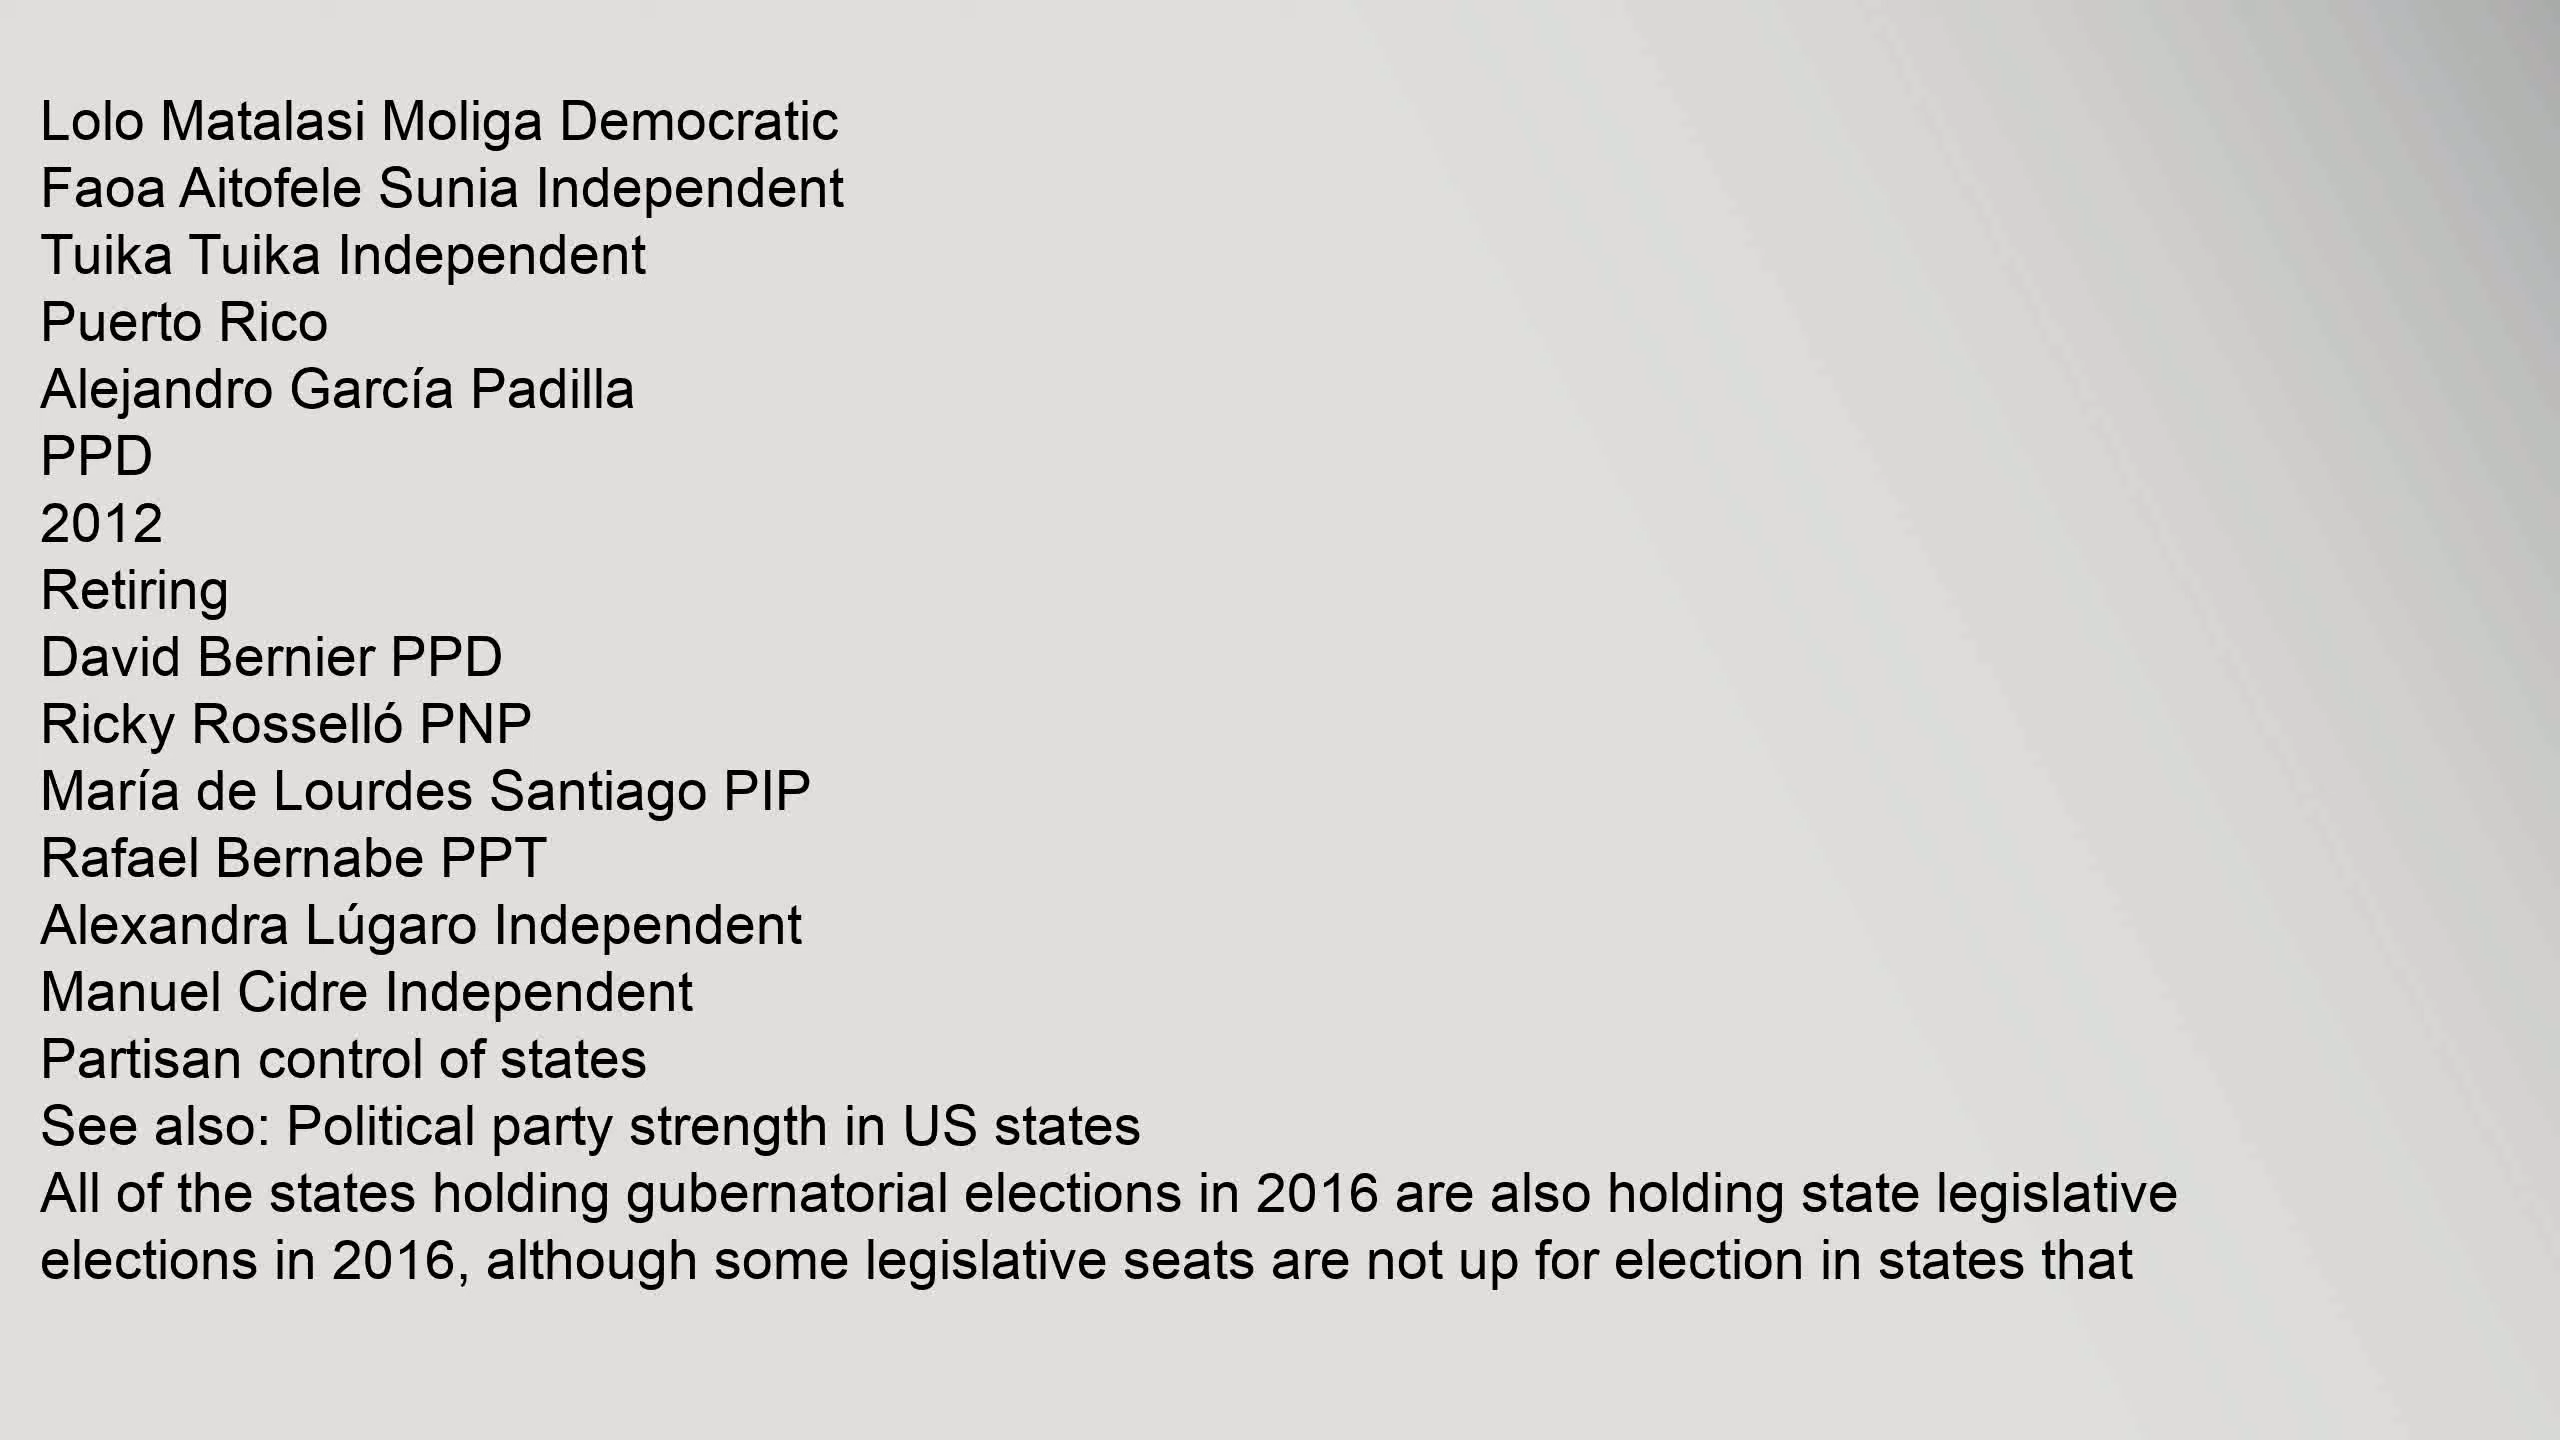 Lolo Matalasi Moliga Democratic
Faoa Aitofele Sunia Independent
Tuika Tuika Independent
Puerto Rico
Alejandro García Padilla
PPD
2012
Retiring
David Bernier PPD
Ricky Rosselló PNP
María de Lourdes Santiago PIP
Rafael Bernabe PPT
Alexandra Lúgaro Independent
Manuel Cidre Independent
Partisan control of states
See also: Political party strength in US states
All of the states holding gubernatorial elections in 2016 are also holding state legislative
elections in 2016, although some legislative seats are not up for election in states that